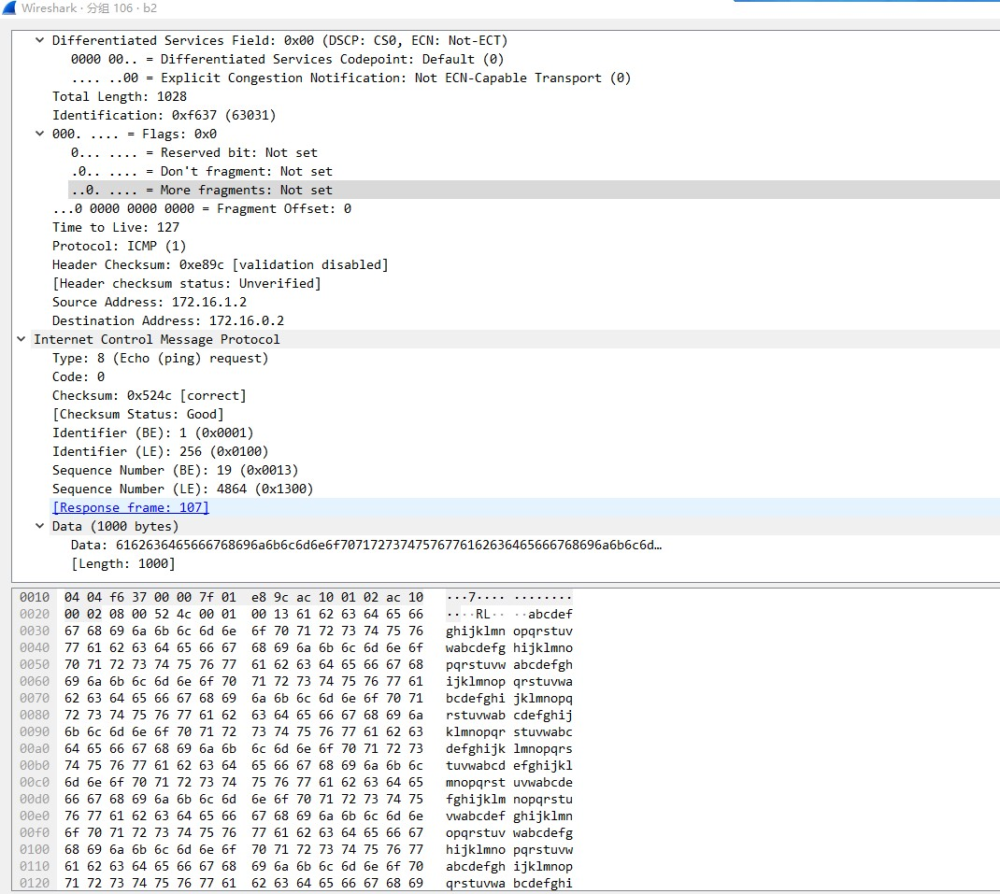 Wireshark · 分组 106 · b2
Differentiated Services Field: 0x00 (DSCP: CS0, ECN: Not-ECT)
0000 00.. = Differentiated Services Codepoint: Default (0)
.... ..00 = Explicit Congestion Notification: Not ECN-Capable Transport (0)
Total Length: 1028
Identification: 0xf637 (63031)
000. .... = Flags: 0x0
0... .... = Reserved bit: Not set
.0.. .... = Don't fragment: Not set
..0. .... = More fragments: Not set
...0 0000 0000 0000 = Fragment Offset: 0
Time to Live: 127
Protocol: ICMP (1)
Header Checksum: 0xe89c [validation disabled]
[Header checksum status: Unverified]
Source Address: 172.16.1.2
Destination Address: 172.16.0.2
Internet Control Message Protocol
Type: 8 (Echo (ping) request)
Code: 0
Checksum: 0x524c [correct]
[Checksum Status: Good]
Identifier (BE): 1 (0x0001)
Identifier (LE): 256 (0x0100)
Sequence Number (BE): 19 (0x0013)
Sequence Number (LE): 4864 (0x1300)
[Response frame: 107]
Data (1000 bytes)
Data: 6162636465666768696a6b6c6d6e6f70717273747576776162636465666768696a6b6c6d…
[Length: 1000]
0010 04 04 f6 37 00 00 7f 01 e8 9c ac 10 01 02 ac 10 ···7···· ········
0020 00 02 08 00 52 4c 00 01 00 13 61 62 63 64 65 66 ····RL·· ··abcdef
0030 67 68 69 6a 6b 6c 6d 6e 6f 70 71 72 73 74 75 76 ghijklmn opqrstuv
0040 77 61 62 63 64 65 66 67 68 69 6a 6b 6c 6d 6e 6f wabcdefg hijklmno
0050 70 71 72 73 74 75 76 77 61 62 63 64 65 66 67 68 pqrstuvw abcdefgh
0060 69 6a 6b 6c 6d 6e 6f 70 71 72 73 74 75 76 77 61 ijklmnop qrstuvwa
0070 62 63 64 65 66 67 68 69 6a 6b 6c 6d 6e 6f 70 71 bcdefghi jklmnopq
0080 72 73 74 75 76 77 61 62 63 64 65 66 67 68 69 6a rstuvwab cdefghij
0090 6b 6c 6d 6e 6f 70 71 72 73 74 75 76 77 61 62 63 klmnopqr stuvwabc
00a0 64 65 66 67 68 69 6a 6b 6c 6d 6e 6f 70 71 72 73 defghijk lmnopqrs
00b0 74 75 76 77 61 62 63 64 65 66 67 68 69 6a 6b 6c tuvwabcd efghijkl
00c0 6d 6e 6f 70 71 72 73 74 75 76 77 61 62 63 64 65 mnopqrst uvwabcde
00d0 66 67 68 69 6a 6b 6c 6d 6e 6f 70 71 72 73 74 75 fghijklm nopqrstu
00e0 76 77 61 62 63 64 65 66 67 68 69 6a 6b 6c 6d 6e vwabcdef ghijklmn
00f0 6f 70 71 72 73 74 75 76 77 61 62 63 64 65 66 67 opqrstuv wabcdefg
0100 68 69 6a 6b 6c 6d 6e 6f 70 71 72 73 74 75 76 77 hijklmno pqrstuvw
0110 61 62 63 64 65 66 67 68 69 6a 6b 6c 6d 6e 6f 70 abcdefgh ijklmnop
0120 71 72 73 74 75 76 77 61 62 63 64 65 66 67 68 69 qrstuvwa bcdefghi